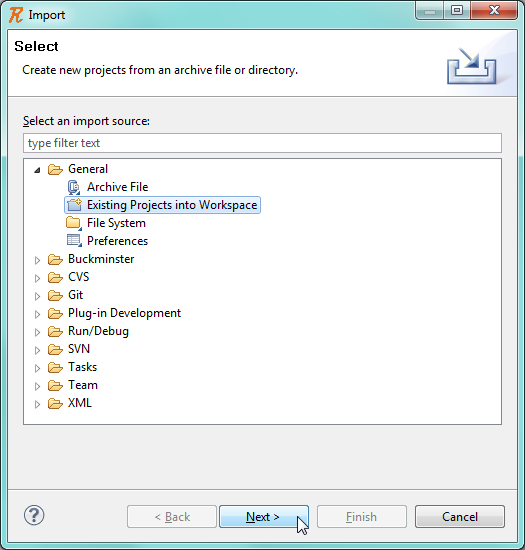 Import
Select
Create new projects from an archive file or directory.
Select an import source:
type filter text
General
Archive File
Existing Projects into Workspace
File System
Preferences
Buckminster
CVS
Git
Plug-in Development
Run/Debug
SVN
Tasks
Team
XML
? < Back Next > Finish Cancel